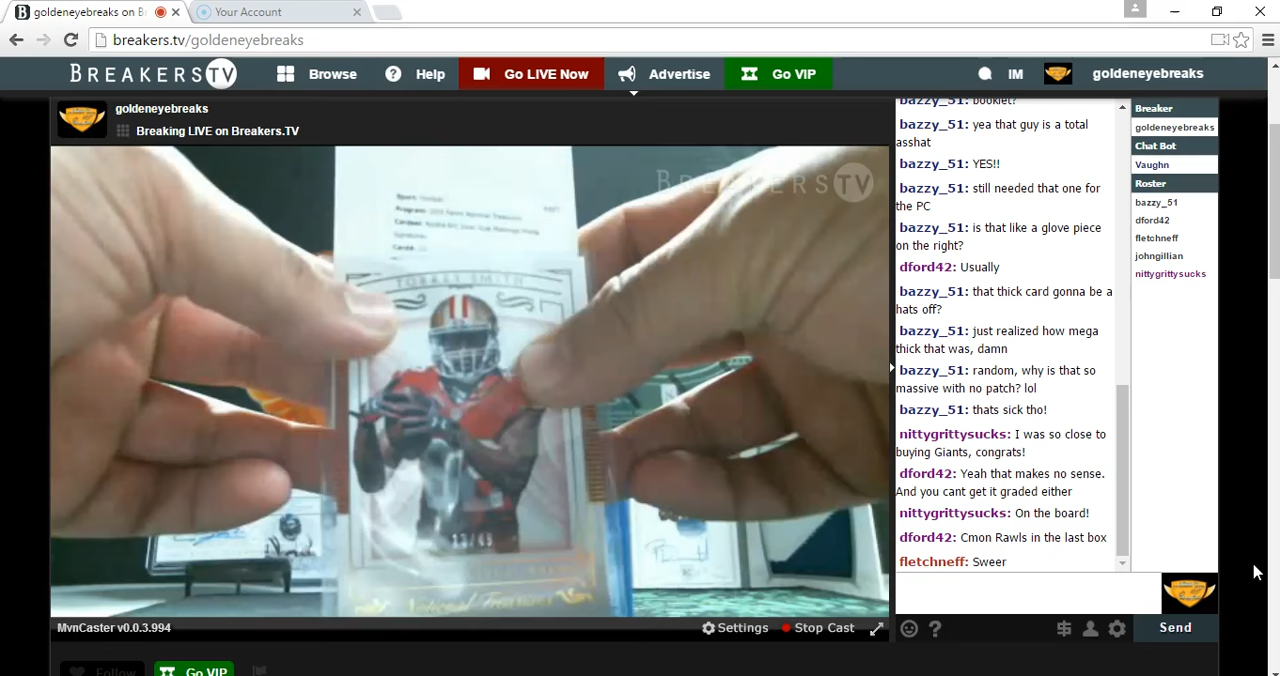 goldeneyebreaks on B
Your Account
breakers.tv/goldeneyebreaks
BREAKERS TV
Browse
Help
Go LIVE Now
Advertise
Go VIP
IM
goldeneyebreaks
goldeneyebreaks
Breaking LIVE on Breakers.TV
BREAKERS TV
TORREY SMITH
13/49
MvnCaster v0.0.3.994
Settings
Stop Cast
Follow
Go VIP
bazzy_51: booklet?
bazzy_51: yea that guy is a total
asshat
bazzy_51: YES!!
bazzy_51: still needed that one for
the PC
bazzy_51: is that like a glove piece
on the right?
dford42: Usually
bazzy_51: that thick card gonna be a
hats off?
bazzy_51: just realized how mega
thick that was, damn
bazzy_51: random, why is that so
massive with no patch? lol
bazzy_51: thats sick tho!
nittygrittysucks: I was so close to
buying Giants, congrats!
dford42: Yeah that makes no sense.
And you cant get it graded either
nittygrittysucks: On the board!
dford42: Cmon Rawls in the last box
fletchneff: Sweer
Send
Breaker
goldeneyebreaks
Chat Bot
Vaughn
Roster
bazzy_51
dford42
fletchneff
johngillian
nittygrittysucks